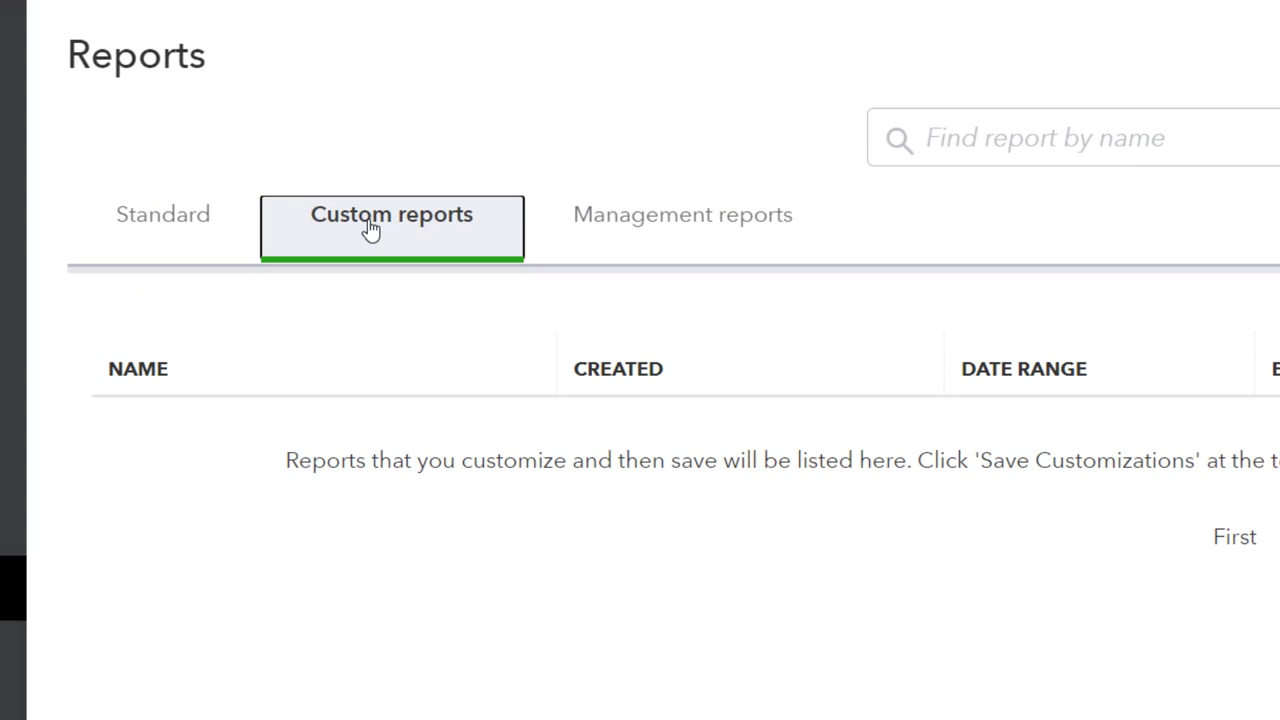 Reports
Find report by name
Standard Custom reports Management reports
NAME CREATED DATE RANGE
Reports that you customize and then save will be listed here. Click 'Save Customizations' at the
First